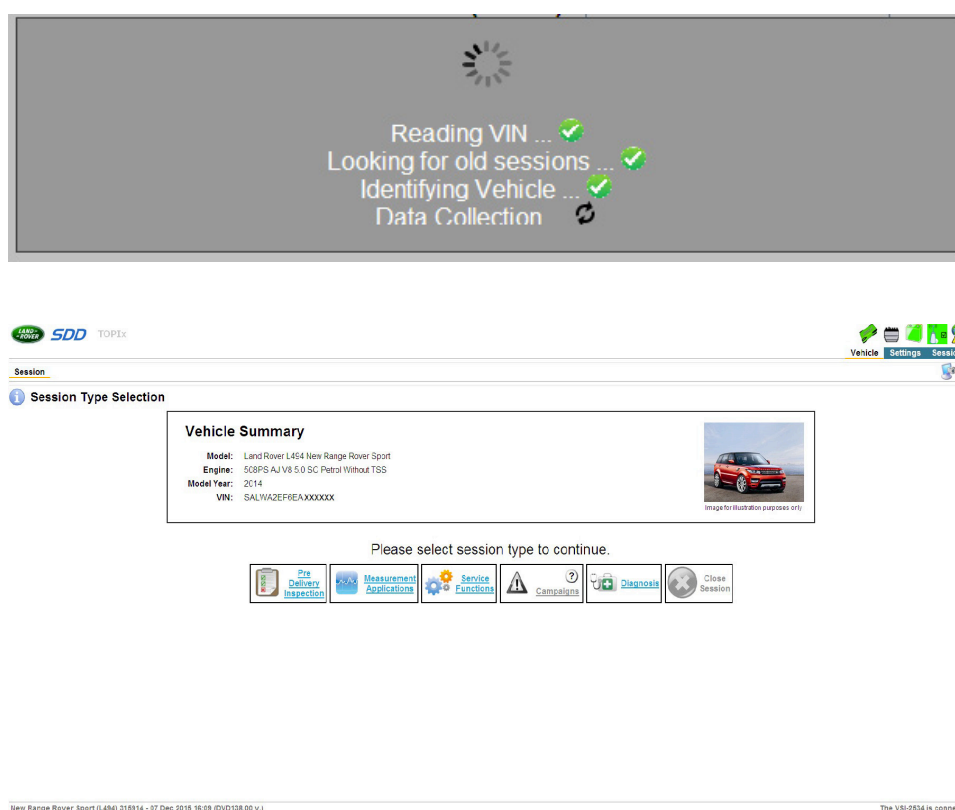 Reading VIN ...
Looking for old sessions ...
Identifying Vehicle ...
Data Collection
LAND-ROVER SDD TOPIx
Vehicle Settings Sessio
Session
Session Type Selection
Vehicle Summary
Model: Land Rover L494 New Range Rover Sport
Engine: 508PS AJ V8 5.0 SC Petrol Without TSS
Model Year: 2014
VIN: SALWA2EF6EAXXXXXX
Image for illustration purposes only
Please select session type to continue.
Pre Delivery Inspection
Measurement Applications
Service Functions
? Campaigns
Diagnosis
Close Session
New Range Rover Sport (L494) 315914 - 07 Dec 2015 16:09 (DVD138.00 v.)
The VSI-2534 is conne